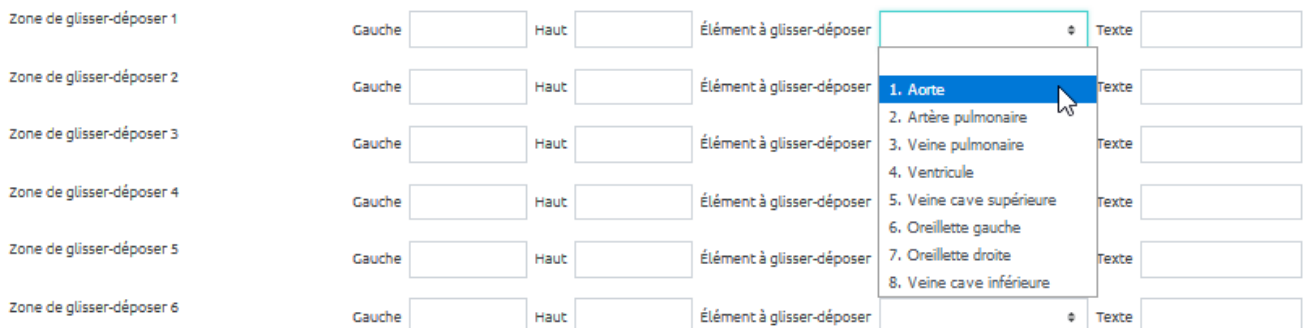 Zone de glisser-déposer 1
Gauche Haut Élément à glisser-déposer Texte
Zone de glisser-déposer 2
Gauche Haut Élément à glisser-déposer Texte
1. Aorte
2. Artère pulmonaire
Zone de glisser-déposer 3
Gauche Haut Élément à glisser-déposer Texte
3. Veine pulmonaire
4. Ventricule
Zone de glisser-déposer 4
Gauche Haut Élément à glisser-déposer Texte
5. Veine cave supérieure
6. Oreillette gauche
Zone de glisser-déposer 5
Gauche Haut Élément à glisser-déposer Texte
7. Oreillette droite
8. Veine cave inférieure
Zone de glisser-déposer 6
Gauche Haut Élément à glisser-déposer Texte